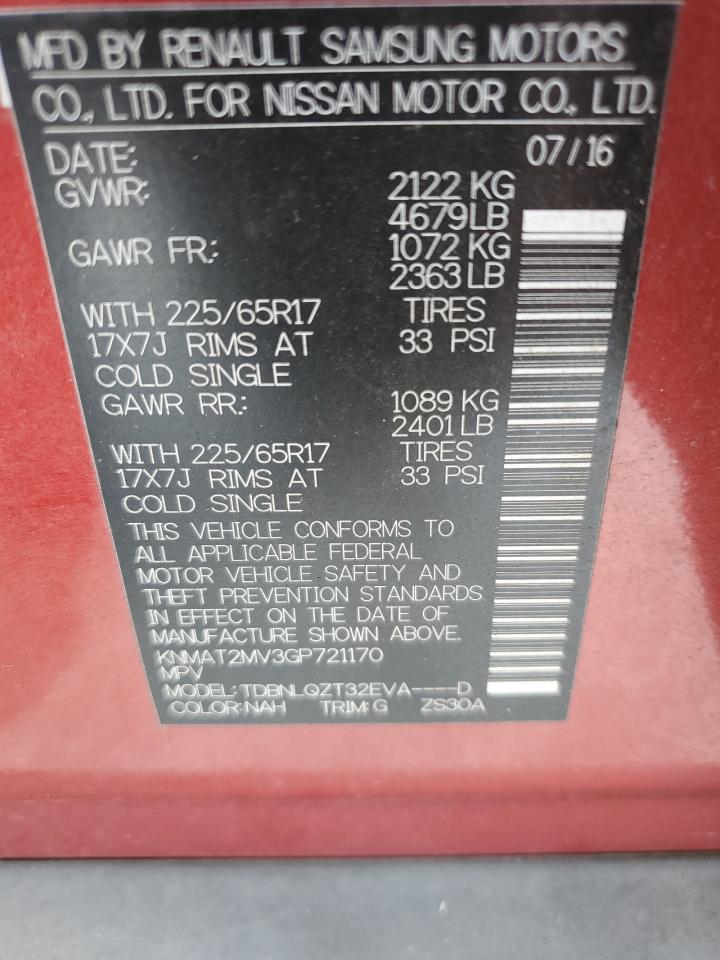 MFD BY RENAULT SAMSUNG MOTORS
CO., LTD. FOR NISSAN MOTOR CO., LTD.
DATE: 07/16
GVWR: 2122 KG
4679 LB
GAWR FR: 1072 KG
2363 LB
WITH 225/65R17 TIRES
17X7J RIMS AT 33 PSI
COLD SINGLE
GAWR RR: 1089 KG
2401 LB
WITH 225/65R17 TIRES
17X7J RIMS AT 33 PSI
COLD SINGLE
THIS VEHICLE CONFORMS TO
ALL APPLICABLE FEDERAL
MOTOR VEHICLE SAFETY AND
THEFT PREVENTION STANDARDS
IN EFFECT ON THE DATE OF
MANUFACTURE SHOWN ABOVE.
KNMAT2MV3GP721170
MPV
MODEL: TDBNLQZT32EVA----D
COLOR: NAH TRIM: G ZS30A